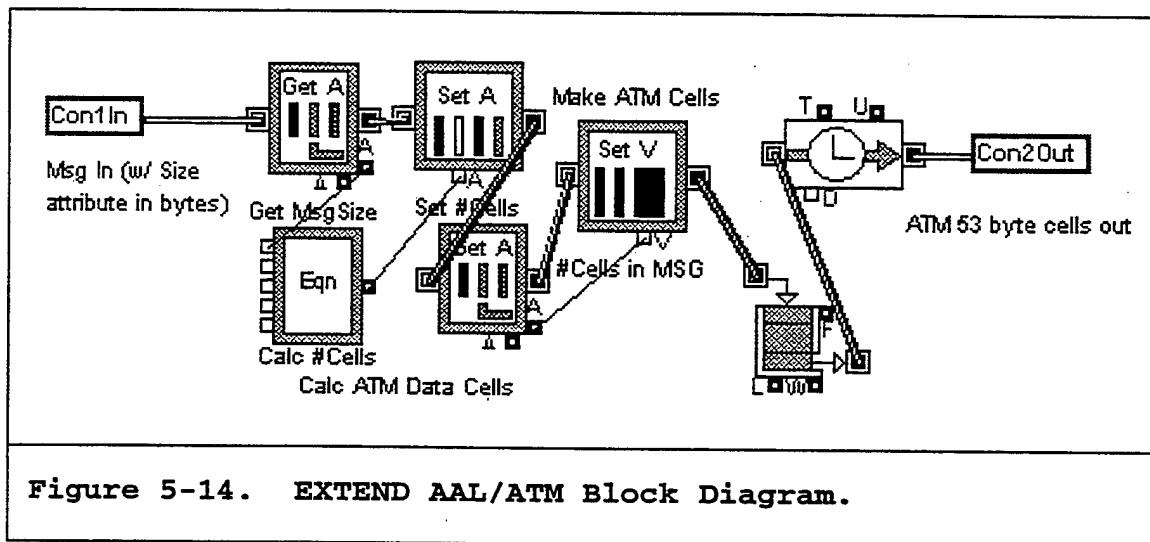 Con1In
Msg In (w/ Size
attribute in bytes)
Get A
A
Get MsgSize
Set A
A
Set #Cells
Make ATM Cells
Set V
V
#Cells in MSG
Eqn
Calc #Cells
Get A
A
Calc ATM Data Cells
T U
D
F
L W
Con2Out
ATM 53 byte cells out
Figure 5-14. EXTEND AAL/ATM Block Diagram.